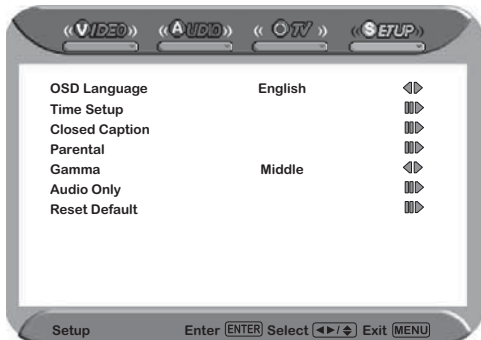 VIDEO AUDIO TV SETUP
OSD Language English
Time Setup
Closed Caption
Parental
Gamma Middle
Audio Only
Reset Default
Setup Enter ENTER Select ◀▶/◆ Exit MENU